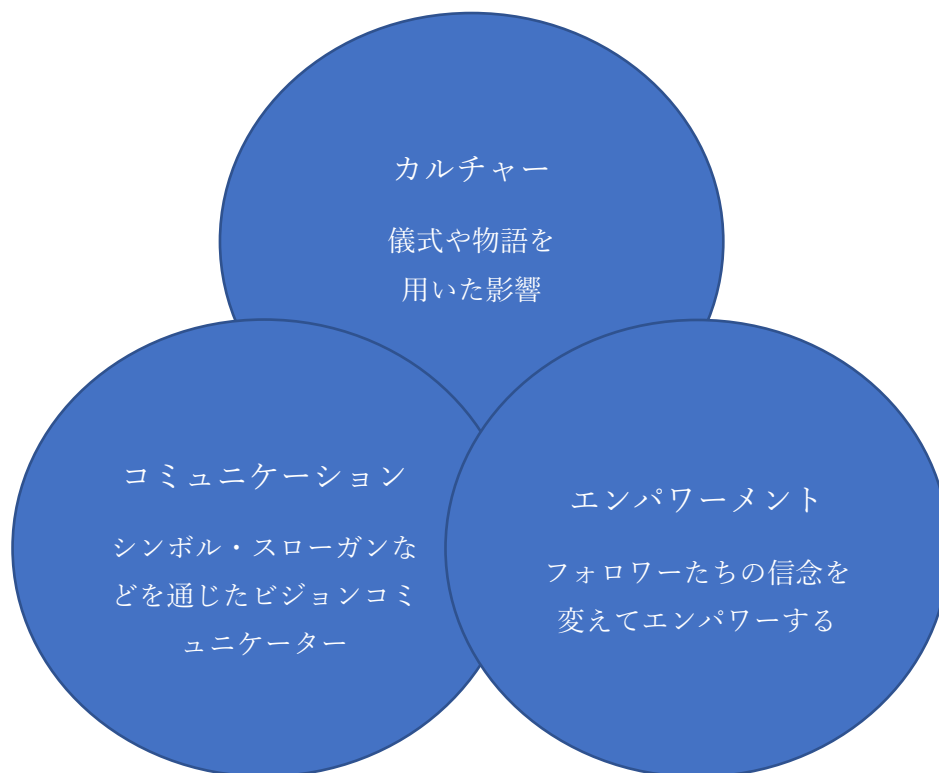 カルチャー
儀式や物語を
用いた影響
コミュニケーション
シンボル・スローガンな
どを通じたビジョンコミ
ュニケーター
エンパワーメント
フォロワーたちの信念を
変えてエンパワーする